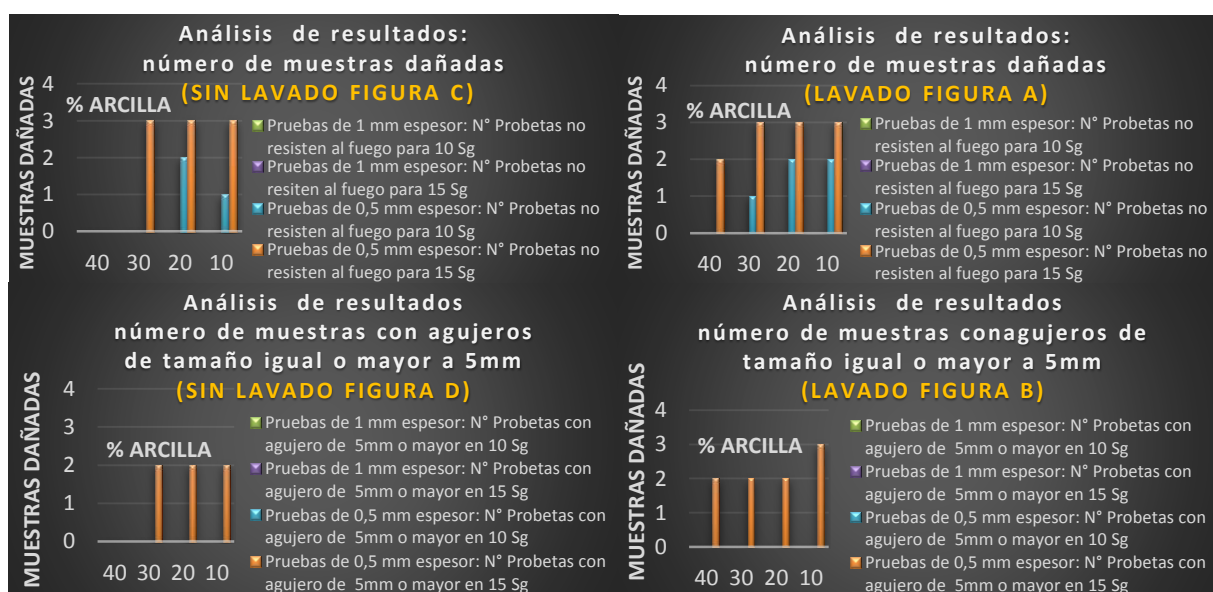 Análisis de resultados:
número de muestras dañadas
(SIN LAVADO FIGURA C)
MUESTRAS DAÑADAS
% ARCILLA
4
3
2
1
0
40 30 20 10
Pruebas de 1 mm espesor: N° Probetas no
resisten al fuego para 10 Sg
Pruebas de 1 mm espesor: N° Probetas no
resiten al fuego para 15 Sg
Pruebas de 0,5 mm espesor: N° Probetas no
resisten al fuego para 10 Sg
Pruebas de 0,5 mm espesor: N° Probetas no
resisten al fuego para 15 Sg
Análisis de resultados:
número de muestras dañadas
(LAVADO FIGURA A)
MUESTRAS DAÑADAS
% ARCILLA
4
3
2
1
0
40 30 20 10
Pruebas de 1 mm espesor: N° Probetas no
resisten al fuego para 10 Sg
Pruebas de 1 mm espesor: N° Probetas no
resiten al fuego para 15 Sg
Pruebas de 0,5 mm espesor: N° Probetas no
resisten al fuego para 10 Sg
Pruebas de 0,5 mm espesor: N° Probetas no
resisten al fuego para 15 Sg
Análisis de resultados
número de muestras con agujeros
de tamaño igual o mayor a 5mm
(SIN LAVADO FIGURA D)
MUESTRAS DAÑADAS
% ARCILLA
4
3
2
1
0
40 30 20 10
Pruebas de 1 mm espesor: N° Probetas con
agujero de 5mm o mayor en 10 Sg
Pruebas de 1 mm espesor: N° Probetas con
agujero de 5mm o mayor en 15 Sg
Pruebas de 0,5 mm espesor: N° Probetas con
agujero de 5mm o mayor en 10 Sg
Pruebas de 0,5 mm espesor: N° Probetas con
agujero de 5mm o mayor en 15 Sg
Análisis de resultados
número de muestras conagujeros de
tamaño igual o mayor a 5mm
(LAVADO FIGURA B)
MUESTRAS DAÑADAS
% ARCILLA
4
3
2
1
0
40 30 20 10
Pruebas de 1 mm espesor: N° Probetas con
agujero de 5mm o mayor en 10 Sg
Pruebas de 1 mm espesor: N° Probetas con
agujero de 5mm o mayor en 15 Sg
Pruebas de 0,5 mm espesor: N° Probetas con
agujero de 5mm o mayor en 10 Sg
Pruebas de 0,5 mm espesor: N° Probetas con
agujero de 5mm o mayor en 15 Sg